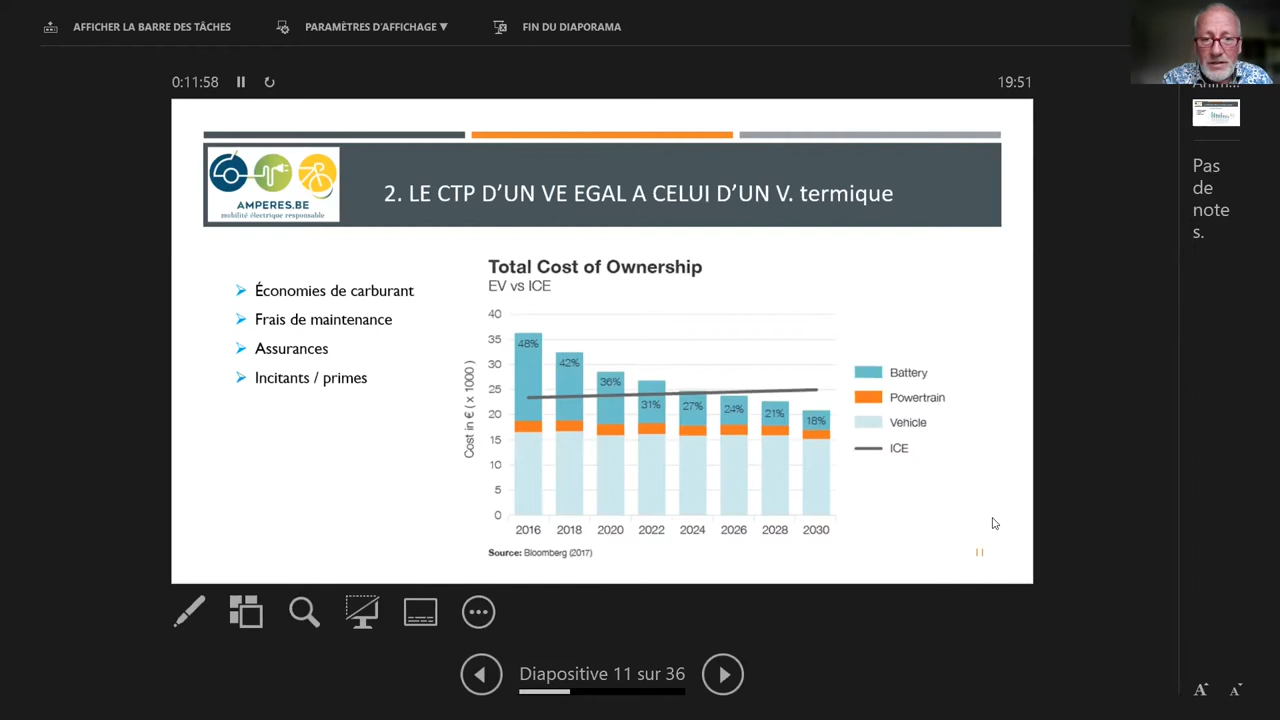 AFFICHER LA BARRE DES TÂCHES
PARAMÈTRES D'AFFICHAGE ▼
FIN DU DIAPORAMA
0:11:58
19:51
AMPERES.BE
mobilité électrique responsable
2. LE CTP D'UN VE EGAL A CELUI D'UN V. termique
Économies de carburant
Frais de maintenance
Assurances
Incitants / primes
Total Cost of Ownership
EV vs ICE
Cost in € ( x 1000 )
40
35
30
25
20
15
10
5
0
48%
42%
36%
31%
27%
24%
21%
18%
2016 2018 2020 2022 2024 2026 2028 2030
Battery
Powertrain
Vehicle
ICE
Source: Bloomberg (2017)
11
Pas
de
note
s.
Diapositive 11 sur 36
A A